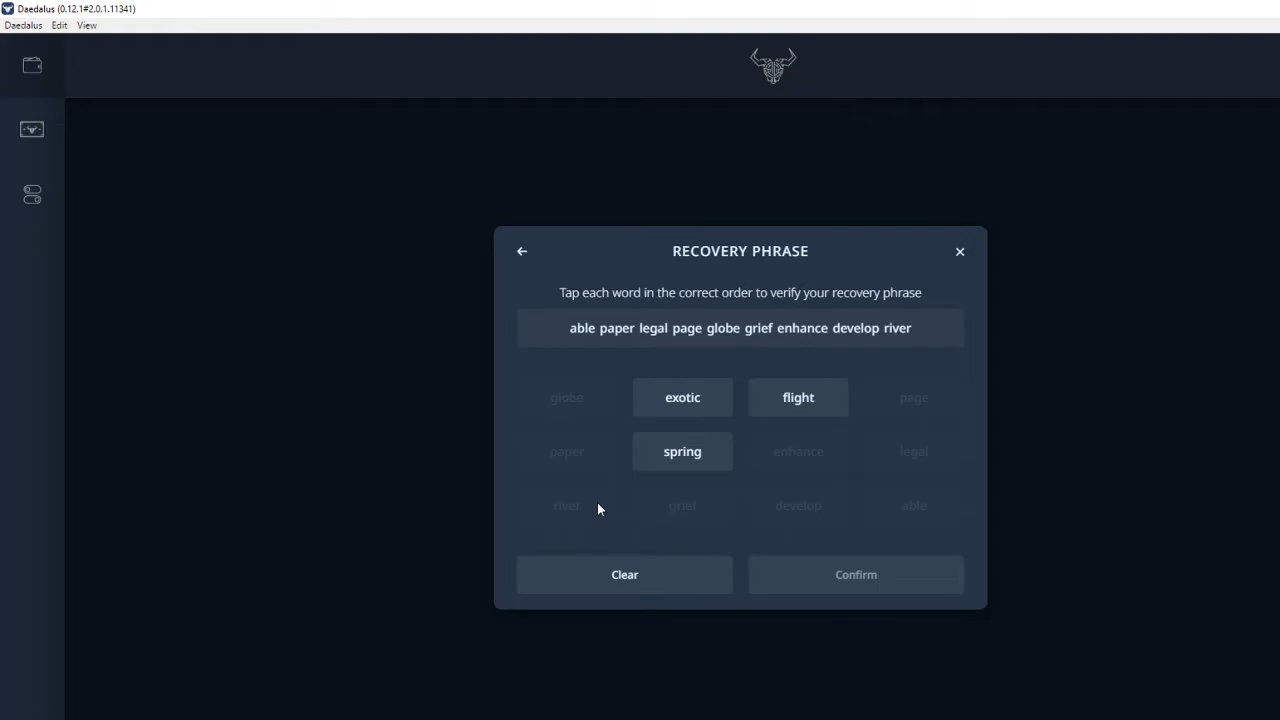 Daedalus (0.12.1#2.0.1.11341)
Daedalus Edit View
RECOVERY PHRASE
Tap each word in the correct order to verify your recovery phrase
able paper legal page globe grief enhance develop river
globe exotic flight page
paper spring enhance legal
river grief develop able
Clear Confirm